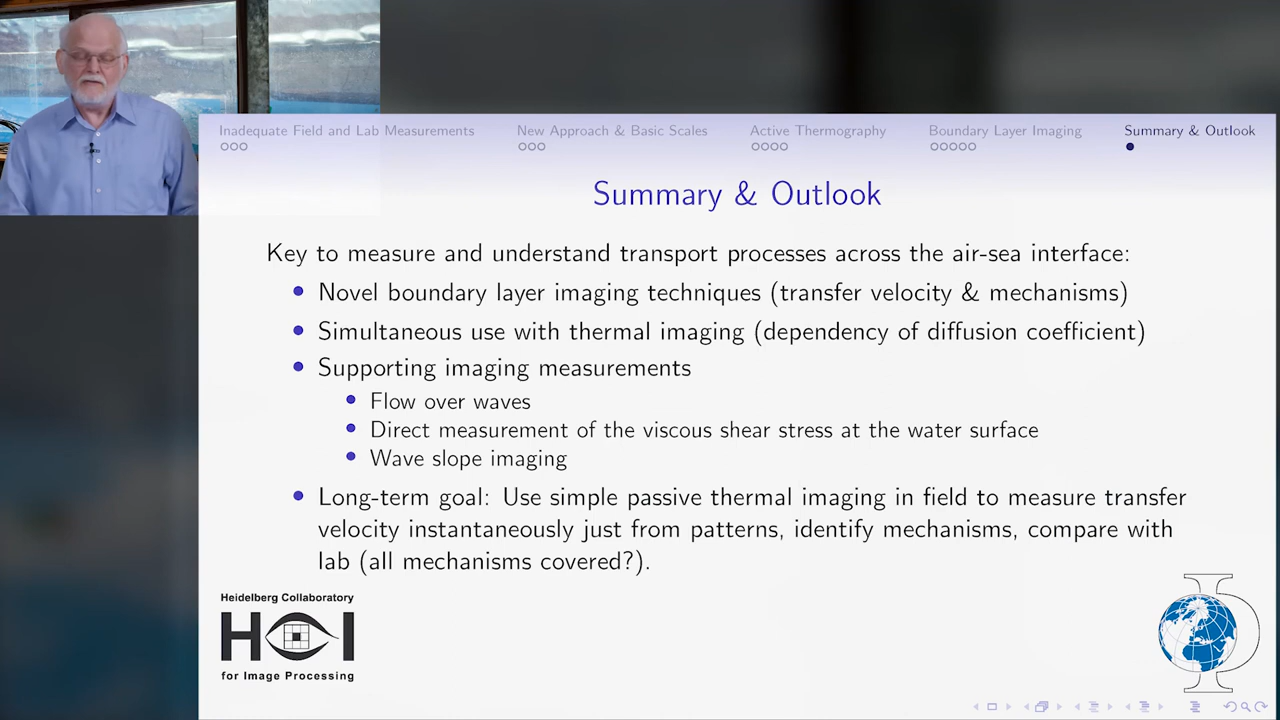 Inadequate Field and Lab Measurements New Approach & Basic Scales Active Thermography Boundary Layer Imaging Summary & Outlook
Summary & Outlook
Key to measure and understand transport processes across the air-sea interface:
Novel boundary layer imaging techniques (transfer velocity & mechanisms)
Simultaneous use with thermal imaging (dependency of diffusion coefficient)
Supporting imaging measurements
Flow over waves
Direct measurement of the viscous shear stress at the water surface
Wave slope imaging
Long-term goal: Use simple passive thermal imaging in field to measure transfer
velocity instantaneously just from patterns, identify mechanisms, compare with
lab (all mechanisms covered?).
Heidelberg Collaboratory
HCI
for Image Processing